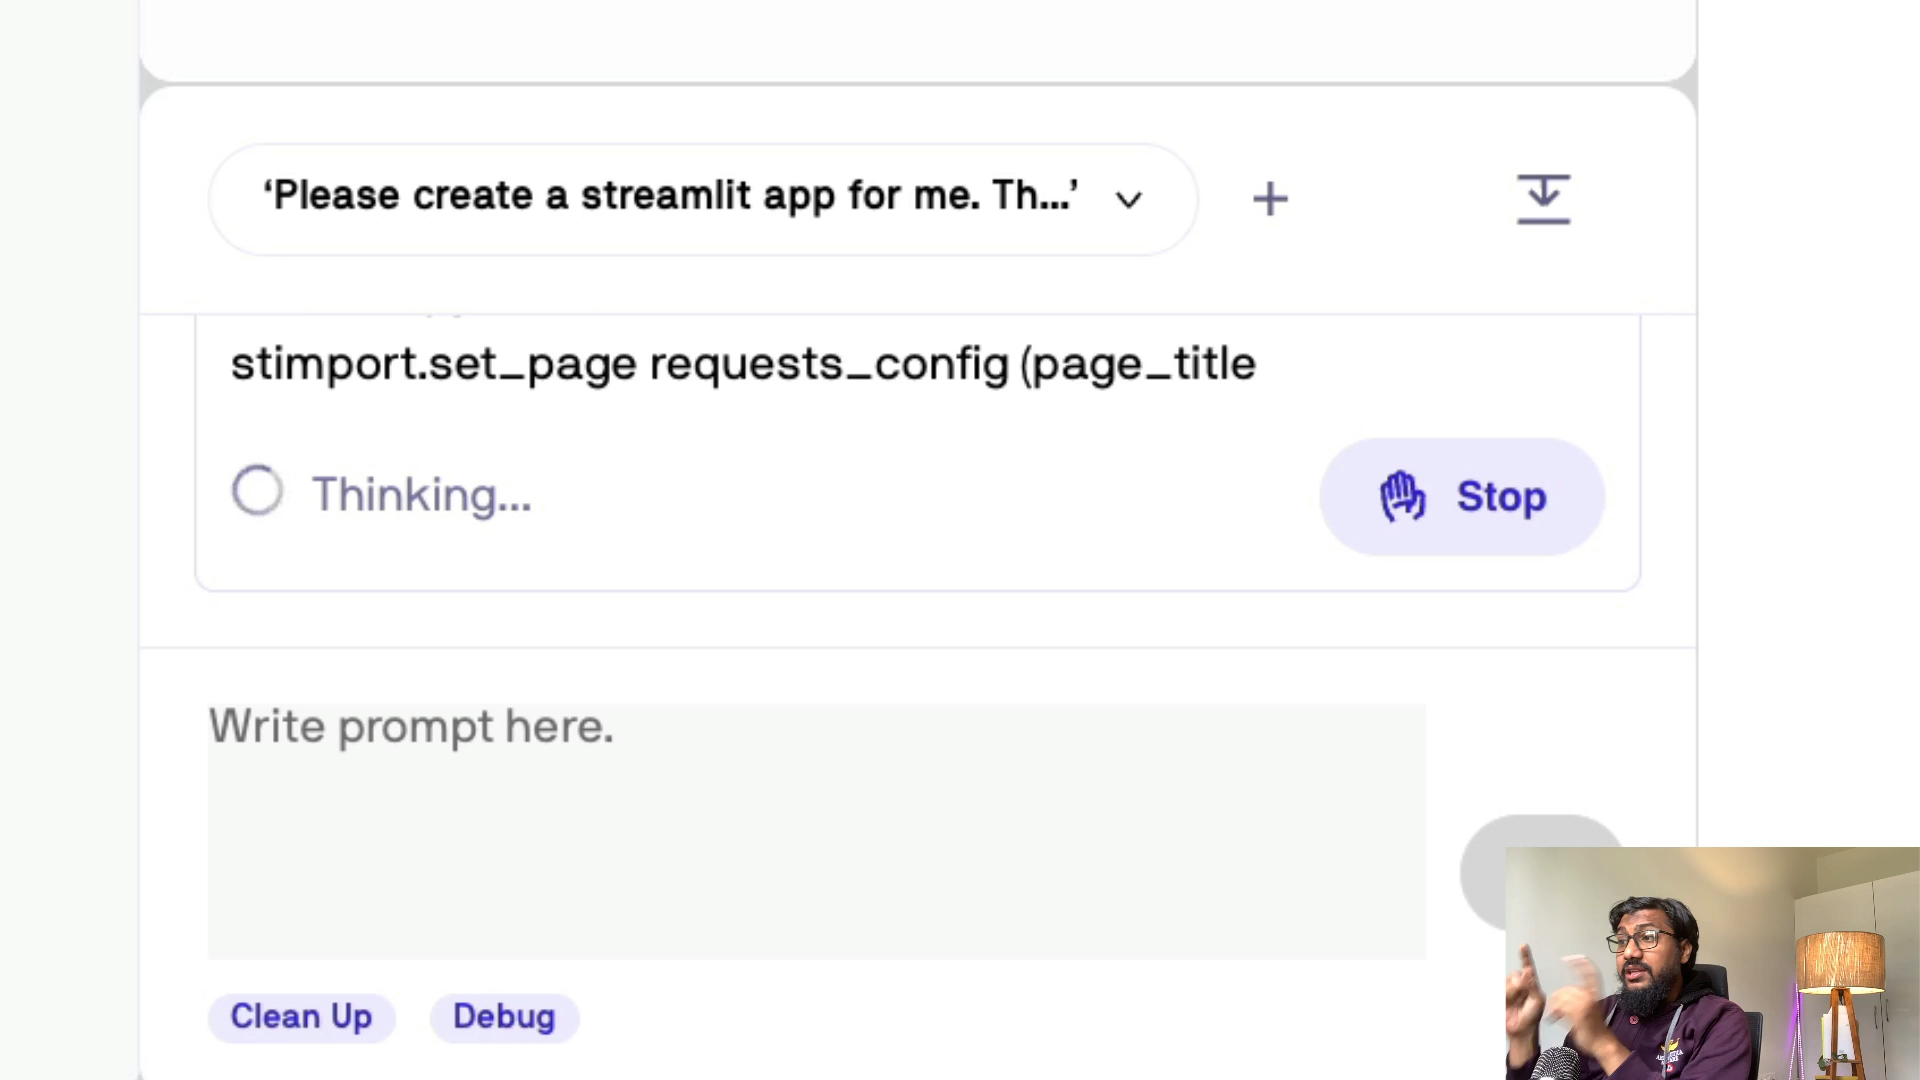 ‘Please create a streamlit app for me. Th...’
stimport.set_page requests_config (page_title
Thinking...
Stop
Write prompt here.
Clean Up
Debug